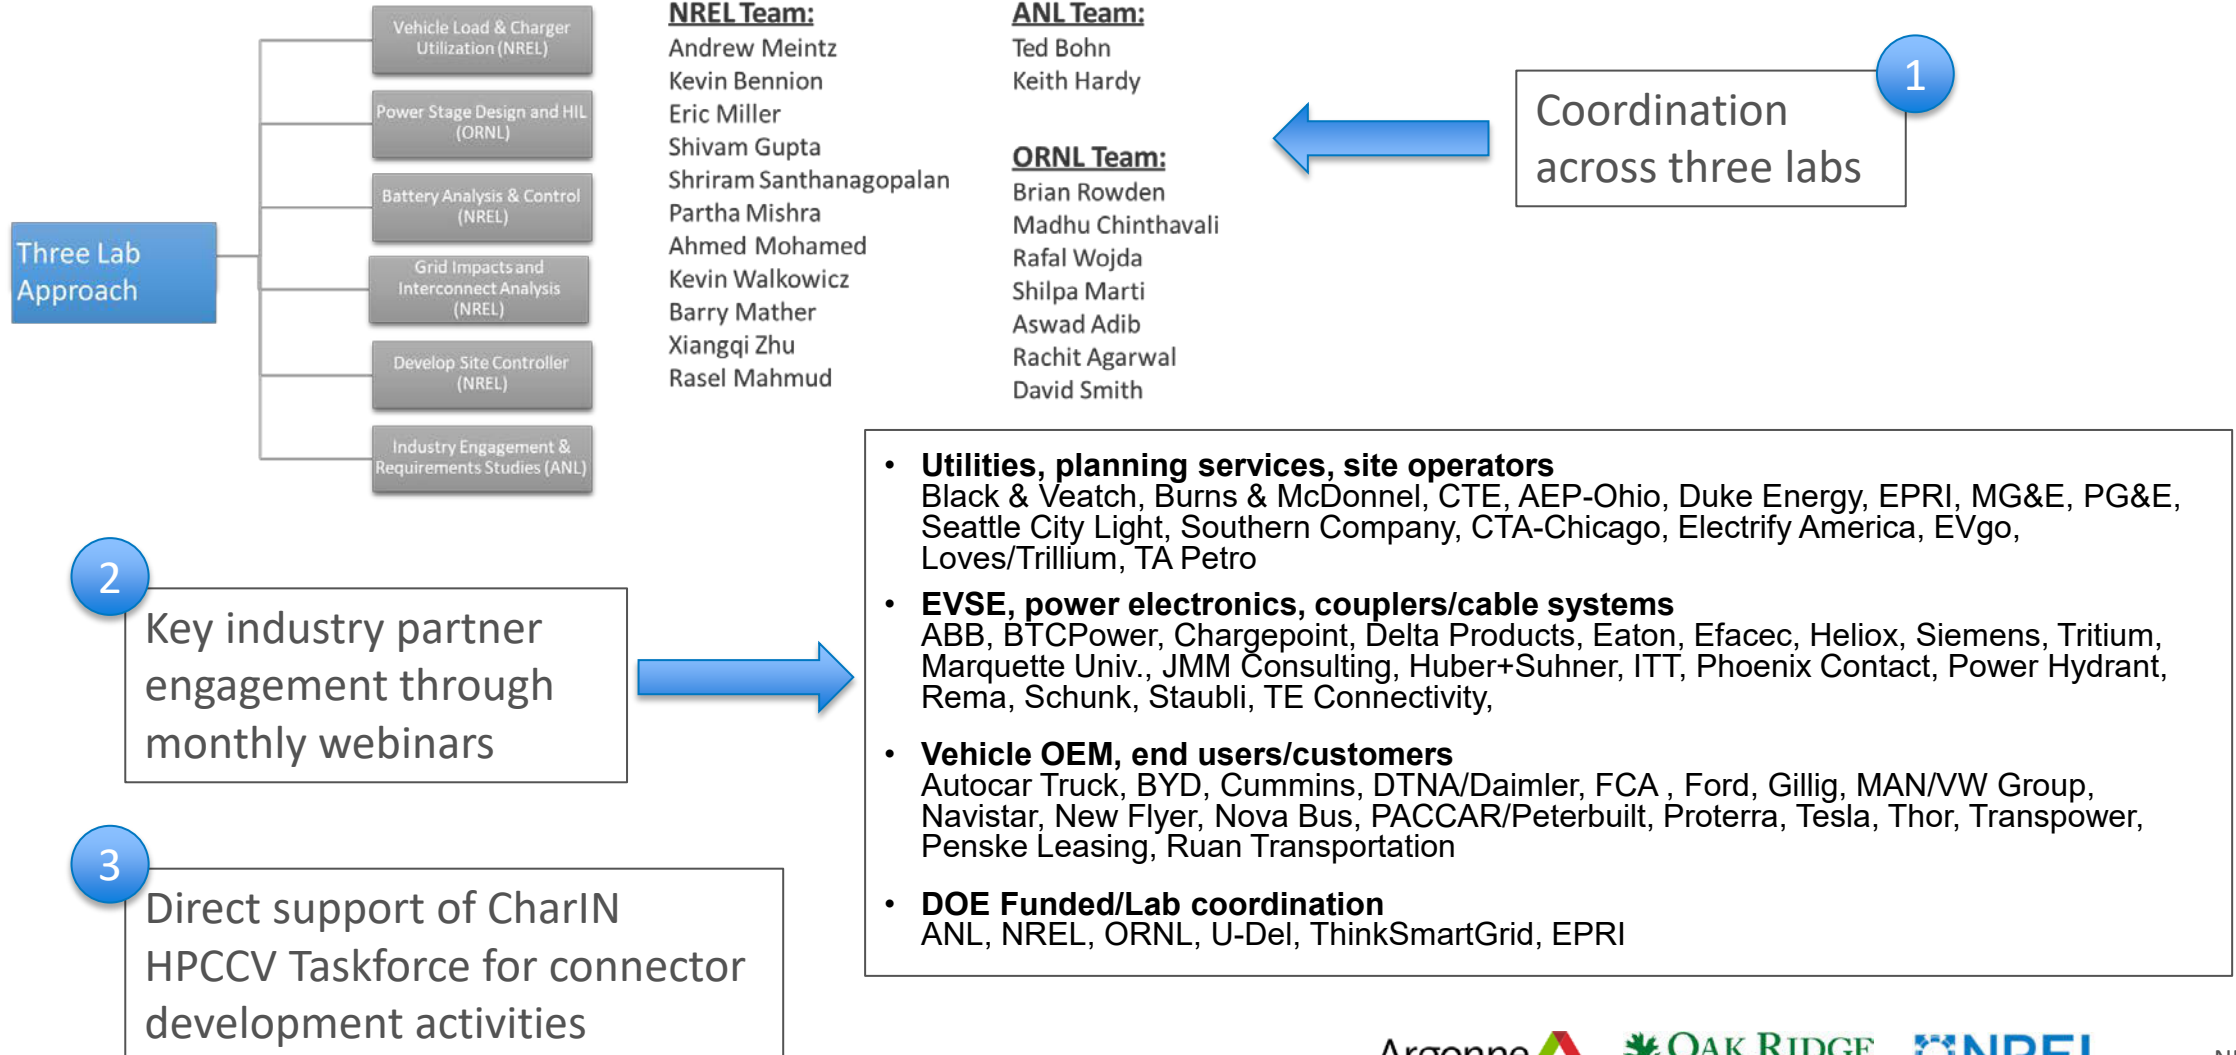 Three Lab
Approach
Vehicle Load & Charger
Utilization (NREL)
Power Stage Design and HIL
(ORNL)
Battery Analysis & Control
(NREL)
Grid Impacts and
Interconnect Analysis
(NREL)
Develop Site Controller
(NREL)
Industry Engagement &
Requirements Studies (ANL)
NREL Team:
Andrew Meintz
Kevin Bennion
Eric Miller
Shivam Gupta
Shriram Santhanagopalan
Partha Mishra
Ahmed Mohamed
Kevin Walkowicz
Barry Mather
Xiangqi Zhu
Rasel Mahmud
ANL Team:
Ted Bohn
Keith Hardy
ORNL Team:
Brian Rowden
Madhu Chinthavali
Rafal Wojda
Shilpa Marti
Aswad Adib
Rachit Agarwal
David Smith
1
Coordination
across three labs
2
Key industry partner
engagement through
monthly webinars
3
Direct support of CharIN
HPCCV Taskforce for connector
development activities
• Utilities, planning services, site operators
Black & Veatch, Burns & McDonnel, CTE, AEP-Ohio, Duke Energy, EPRI, MG&E, PG&E,
Seattle City Light, Southern Company, CTA-Chicago, Electrify America, EVgo,
Loves/Trillium, TA Petro
• EVSE, power electronics, couplers/cable systems
ABB, BTCPower, Chargepoint, Delta Products, Eaton, Efacec, Heliox, Siemens, Tritium,
Marquette Univ., JMM Consulting, Huber+Suhner, ITT, Phoenix Contact, Power Hydrant,
Rema, Schunk, Staubli, TE Connectivity,
• Vehicle OEM, end users/customers
Autocar Truck, BYD, Cummins, DTNA/Daimler, FCA , Ford, Gillig, MAN/VW Group,
Navistar, New Flyer, Nova Bus, PACCAR/Peterbuilt, Proterra, Tesla, Thor, Transpower,
Penske Leasing, Ruan Transportation
• DOE Funded/Lab coordination
ANL, NREL, ORNL, U-Del, ThinkSmartGrid, EPRI
Argonne
OAK RIDGE
NREL